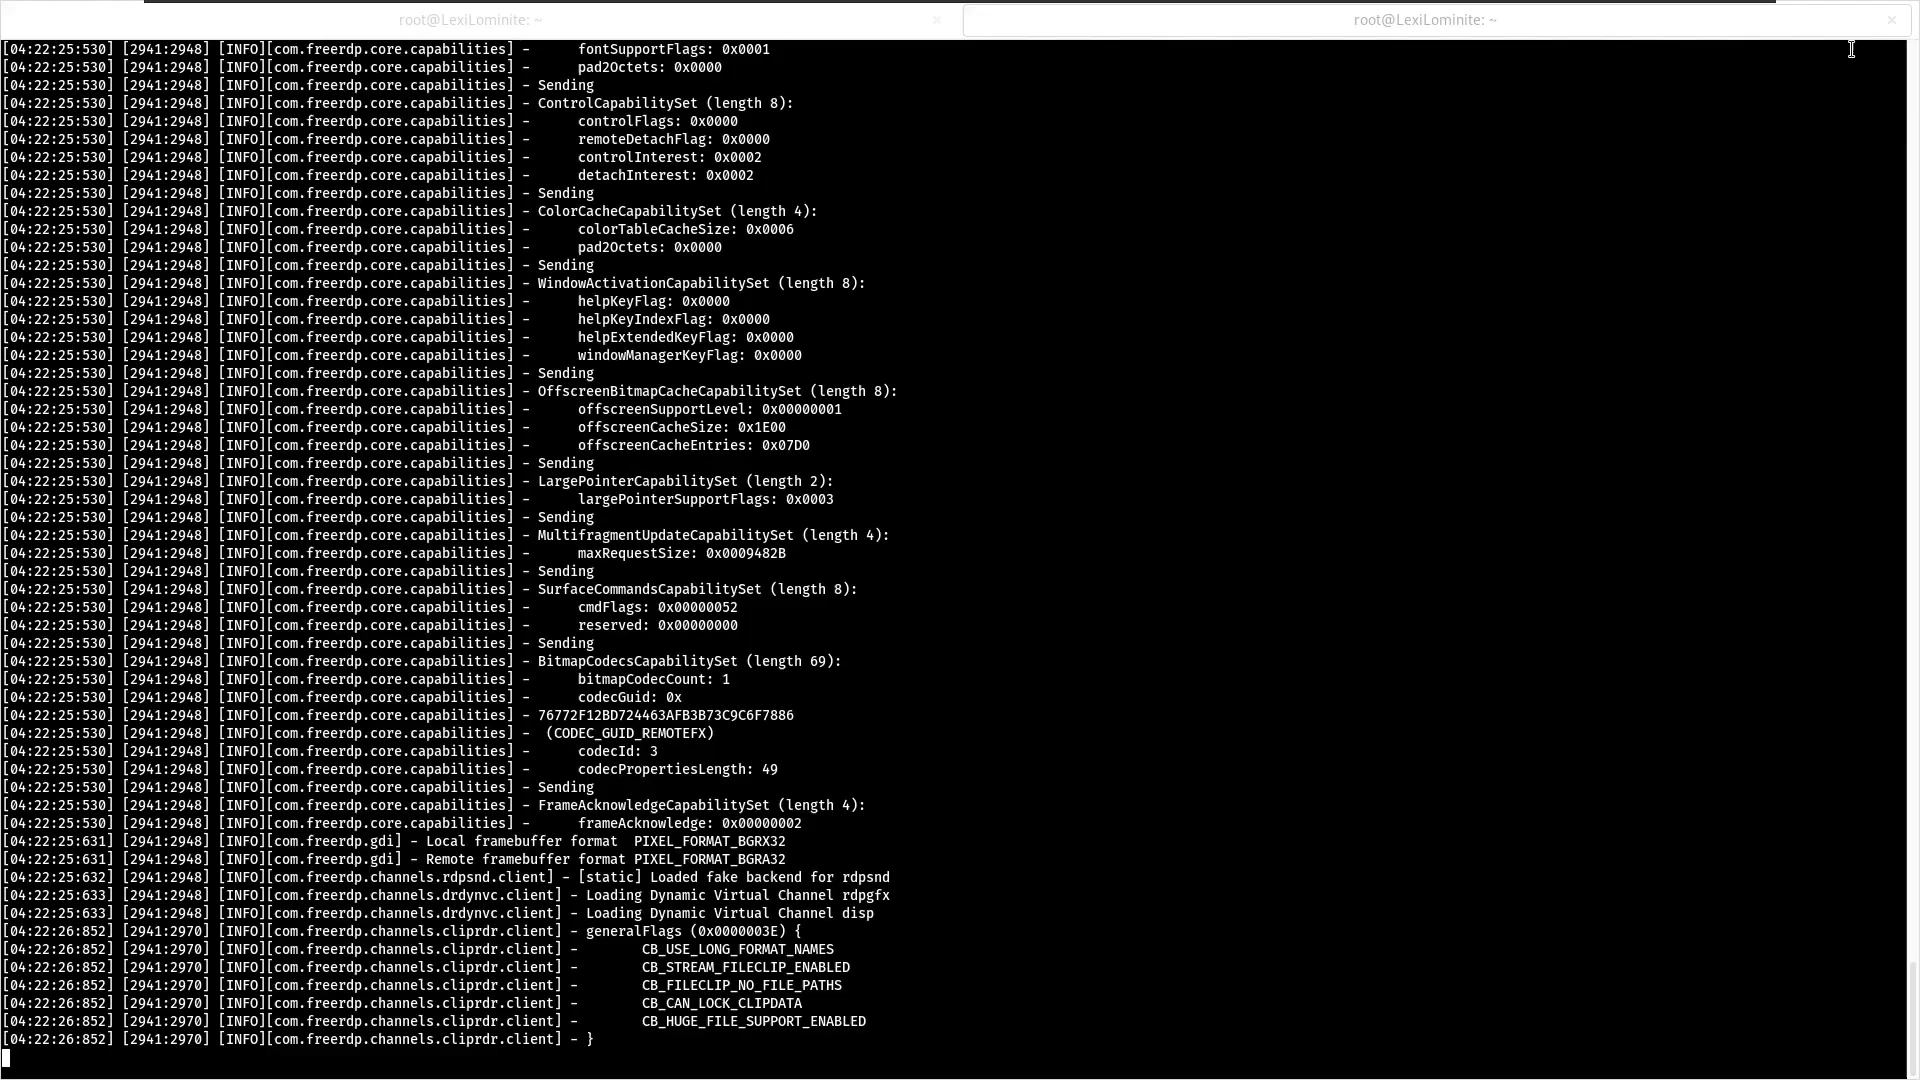 root@LexiLominite: ~ × root@LexiLominite: ~ ×
[04:22:25:530] [2941:2948] [INFO][com.freerdp.core.capabilities] -      fontSupportFlags: 0x0001
[04:22:25:530] [2941:2948] [INFO][com.freerdp.core.capabilities] -      pad2Octets: 0x0000
[04:22:25:530] [2941:2948] [INFO][com.freerdp.core.capabilities] - Sending
[04:22:25:530] [2941:2948] [INFO][com.freerdp.core.capabilities] - ControlCapabilitySet (length 8):
[04:22:25:530] [2941:2948] [INFO][com.freerdp.core.capabilities] -      controlFlags: 0x0000
[04:22:25:530] [2941:2948] [INFO][com.freerdp.core.capabilities] -      remoteDetachFlag: 0x0000
[04:22:25:530] [2941:2948] [INFO][com.freerdp.core.capabilities] -      controlInterest: 0x0002
[04:22:25:530] [2941:2948] [INFO][com.freerdp.core.capabilities] -      detachInterest: 0x0002
[04:22:25:530] [2941:2948] [INFO][com.freerdp.core.capabilities] - Sending
[04:22:25:530] [2941:2948] [INFO][com.freerdp.core.capabilities] - ColorCacheCapabilitySet (length 4):
[04:22:25:530] [2941:2948] [INFO][com.freerdp.core.capabilities] -      colorTableCacheSize: 0x0006
[04:22:25:530] [2941:2948] [INFO][com.freerdp.core.capabilities] -      pad2Octets: 0x0000
[04:22:25:530] [2941:2948] [INFO][com.freerdp.core.capabilities] - Sending
[04:22:25:530] [2941:2948] [INFO][com.freerdp.core.capabilities] - WindowActivationCapabilitySet (length 8):
[04:22:25:530] [2941:2948] [INFO][com.freerdp.core.capabilities] -      helpKeyFlag: 0x0000
[04:22:25:530] [2941:2948] [INFO][com.freerdp.core.capabilities] -      helpKeyIndexFlag: 0x0000
[04:22:25:530] [2941:2948] [INFO][com.freerdp.core.capabilities] -      helpExtendedKeyFlag: 0x0000
[04:22:25:530] [2941:2948] [INFO][com.freerdp.core.capabilities] -      windowManagerKeyFlag: 0x0000
[04:22:25:530] [2941:2948] [INFO][com.freerdp.core.capabilities] - Sending
[04:22:25:530] [2941:2948] [INFO][com.freerdp.core.capabilities] - OffscreenBitmapCacheCapabilitySet (length 8):
[04:22:25:530] [2941:2948] [INFO][com.freerdp.core.capabilities] -      offscreenSupportLevel: 0x00000001
[04:22:25:530] [2941:2948] [INFO][com.freerdp.core.capabilities] -      offscreenCacheSize: 0x1E00
[04:22:25:530] [2941:2948] [INFO][com.freerdp.core.capabilities] -      offscreenCacheEntries: 0x07D0
[04:22:25:530] [2941:2948] [INFO][com.freerdp.core.capabilities] - Sending
[04:22:25:530] [2941:2948] [INFO][com.freerdp.core.capabilities] - LargePointerCapabilitySet (length 2):
[04:22:25:530] [2941:2948] [INFO][com.freerdp.core.capabilities] -      largePointerSupportFlags: 0x0003
[04:22:25:530] [2941:2948] [INFO][com.freerdp.core.capabilities] - Sending
[04:22:25:530] [2941:2948] [INFO][com.freerdp.core.capabilities] - MultifragmentUpdateCapabilitySet (length 4):
[04:22:25:530] [2941:2948] [INFO][com.freerdp.core.capabilities] -      maxRequestSize: 0x0009482B
[04:22:25:530] [2941:2948] [INFO][com.freerdp.core.capabilities] - Sending
[04:22:25:530] [2941:2948] [INFO][com.freerdp.core.capabilities] - SurfaceCommandsCapabilitySet (length 8):
[04:22:25:530] [2941:2948] [INFO][com.freerdp.core.capabilities] -      cmdFlags: 0x00000052
[04:22:25:530] [2941:2948] [INFO][com.freerdp.core.capabilities] -      reserved: 0x00000000
[04:22:25:530] [2941:2948] [INFO][com.freerdp.core.capabilities] - Sending
[04:22:25:530] [2941:2948] [INFO][com.freerdp.core.capabilities] - BitmapCodecsCapabilitySet (length 69):
[04:22:25:530] [2941:2948] [INFO][com.freerdp.core.capabilities] -      bitmapCodecCount: 1
[04:22:25:530] [2941:2948] [INFO][com.freerdp.core.capabilities] -      codecGuid: 0x
[04:22:25:530] [2941:2948] [INFO][com.freerdp.core.capabilities] - 76772F12BD724463AFB3B73C9C6F7886
[04:22:25:530] [2941:2948] [INFO][com.freerdp.core.capabilities] -  (CODEC_GUID_REMOTEFX)
[04:22:25:530] [2941:2948] [INFO][com.freerdp.core.capabilities] -      codecId: 3
[04:22:25:530] [2941:2948] [INFO][com.freerdp.core.capabilities] -      codecPropertiesLength: 49
[04:22:25:530] [2941:2948] [INFO][com.freerdp.core.capabilities] - Sending
[04:22:25:530] [2941:2948] [INFO][com.freerdp.core.capabilities] - FrameAcknowledgeCapabilitySet (length 4):
[04:22:25:530] [2941:2948] [INFO][com.freerdp.core.capabilities] -      frameAcknowledge: 0x00000002
[04:22:25:631] [2941:2948] [INFO][com.freerdp.gdi] - Local framebuffer format  PIXEL_FORMAT_BGRX32
[04:22:25:631] [2941:2948] [INFO][com.freerdp.gdi] - Remote framebuffer format PIXEL_FORMAT_BGRA32
[04:22:25:632] [2941:2948] [INFO][com.freerdp.channels.rdpsnd.client] - [static] Loaded fake backend for rdpsnd
[04:22:25:633] [2941:2948] [INFO][com.freerdp.channels.drdynvc.client] - Loading Dynamic Virtual Channel rdpgfx
[04:22:25:633] [2941:2948] [INFO][com.freerdp.channels.drdynvc.client] - Loading Dynamic Virtual Channel disp
[04:22:26:852] [2941:2970] [INFO][com.freerdp.channels.cliprdr.client] - generalFlags (0x0000003E) {
[04:22:26:852] [2941:2970] [INFO][com.freerdp.channels.cliprdr.client] -        CB_USE_LONG_FORMAT_NAMES
[04:22:26:852] [2941:2970] [INFO][com.freerdp.channels.cliprdr.client] -        CB_STREAM_FILECLIP_ENABLED
[04:22:26:852] [2941:2970] [INFO][com.freerdp.channels.cliprdr.client] -        CB_FILECLIP_NO_FILE_PATHS
[04:22:26:852] [2941:2970] [INFO][com.freerdp.channels.cliprdr.client] -        CB_CAN_LOCK_CLIPDATA
[04:22:26:852] [2941:2970] [INFO][com.freerdp.channels.cliprdr.client] -        CB_HUGE_FILE_SUPPORT_ENABLED
[04:22:26:852] [2941:2970] [INFO][com.freerdp.channels.cliprdr.client] - }